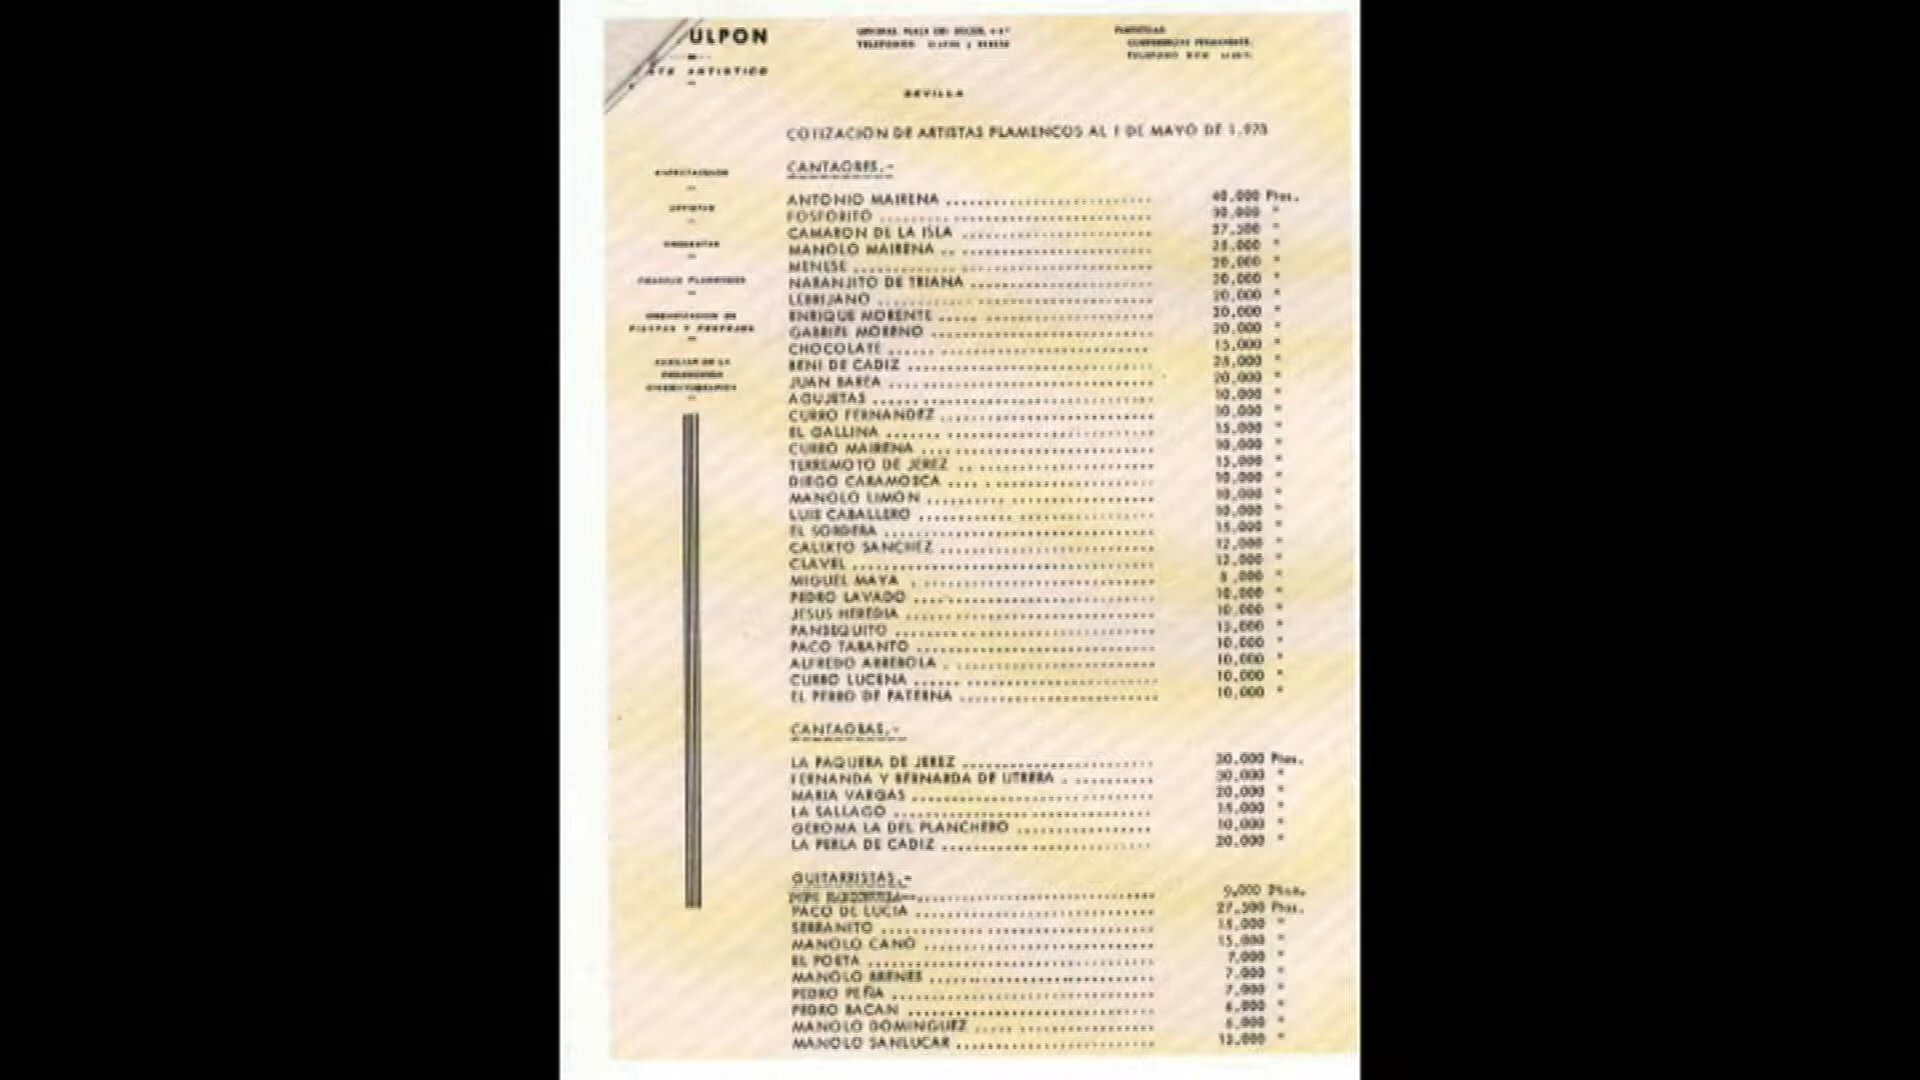 ULPON
ARTISTICO
SEVILLA
COTIZACION DE ARTISTAS FLAMENCOS AL 1 DE MAYO DE 1.973
CANTAORES.-
ANTONIO MAIRENA 40,000 Ptas.
FOSFORITO 30,000 "
CAMARON DE LA ISLA 27,500 "
MANOLO MAIRENA 25,000 "
MENESE 20,000 "
NARANJITO DE TRIANA 20,000 "
LEBRIJANO 20,000 "
ENRIQUE MORENTE 20,000 "
GABRIEL MORENO 20,000 "
CHOCOLATE 15,000 "
BENI DE CADIZ 25,000 "
JUAN BAREA 20,000 "
AGUJETAS 10,000 "
CURRO FERNANDEZ 10,000 "
EL GALLINA 15,000 "
CURRO MAIRENA 10,000 "
TERREMOTO DE JEREZ 15,000 "
DIEGO CARAMOSCA 10,000 "
MANOLO LIMON 10,000 "
LUIS CABALLERO 10,000 "
EL SORDERA 15,000 "
CALIXTO SANCHEZ 12,000 "
CLAVEL 12,000 "
MIGUEL MAYA 8,000 "
PEDRO LAVADO 10,000 "
JESUS HEREDIA 10,000 "
PANSEQUITO 15,000 "
PACO TARANTO 10,000 "
ALFREDO ARREBOLA 10,000 "
CURRO LUCENA 10,000 "
EL PERRO DE PATERNA 10,000 "
CANTAORAS.-
LA PAQUERA DE JEREZ 30,000 Ptas.
FERNANDA Y BERNARDA DE UTRERA 30,000 "
MARIA VARGAS 20,000 "
LA SALLAGO 15,000 "
GEROMA LA DEL PLANCHERO 10,000 "
LA PERLA DE CADIZ 20,000 "
GUITARRISTAS.-
9,000 Ptas.
PACO DE LUCIA 27,500 Ptas.
SERRANITO 15,000 "
MANOLO CANO 15,000 "
EL POETA 7,000 "
MANOLO BRENES 7,000 "
PEDRO PEÑA 7,000 "
PEDRO BACAN 6,000 "
MANOLO DOMINGUEZ 6,000 "
MANOLO SANLUCAR 15,000 "